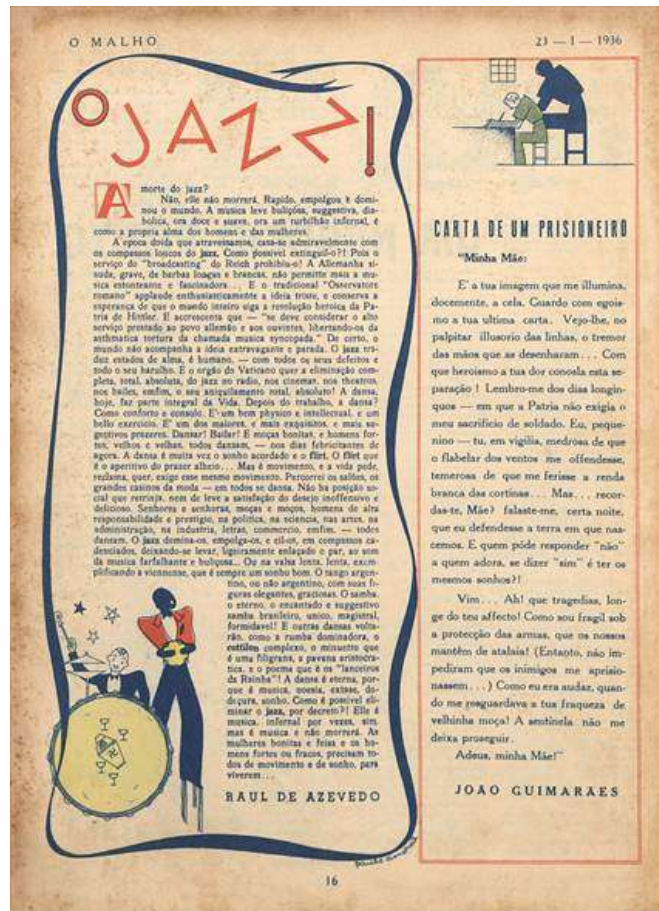 O MALHO
23 — I — 1936
O JAZZ!
A morte do jazz?
Não, elle não morrerá. Rapido, empolgou e domi-
nou o mundo. A musica leve buliçosa, suggestiva, dia-
bolica, ora doce e suave, ora um turbilhão infernal, é
como a propria alma dos homens e das mulheres.
A epoca doida que atravessamos, casa-se admiravelmente com
os compassos loucos do jazz. Como possivel extinguil-o?! Pois o
serviço do "broadcasting" do Reich prohibiu-o! A Allemanha si-
suda, grave, de barbas longas e brancas, não permitte mais a mu-
sica estonteante e fascinadora... E o tradicional "Osservatore
romano" applaude enthusiasticamente a ideia triste, e conserva a
esperança de que o mundo inteiro siga a resolução heroica da Pa-
tria de Hittler. E accrescenta que — "se deve considerar o alto
serviço prestado ao povo allemão e aos ouvintes, libertando-os da
asthmatica tortura da chamada musica syncopada." De certo, o
mundo não acompanha a ideia extravagante e parada. O jazz tra-
duz estados de alma, é humano, — com todos os seus defeitos e
todo o seu barulho. E o orgão do Vaticano quer a eliminação com-
pleta, total, absoluta, do jazz no radio, nos cinemas, nos theatros,
nos bailes, emfim, o seu aniquilamento total, absoluto! A dansa,
hoje, faz parte integral da Vida. Depois do trabalho, a dansa?
Como conforto e consolo. E' um bem physico e intellectual, e um
bello exercicio. E' um dos maiores, e mais exquisitos, e mais su-
gestivos prazeres. Dansar! Bailar! E moças bonitas, e homens for-
tes, velhos e velhas, todos dansam, — nos dias febricitantes de
agora. A dansa é muita vez o sonho acordado e o flirt. O flirt que
é o aperitivo do prazer alheio... Mas é movimento, e a vida pede,
reclama, quer, exige esse mesmo movimento. Percorrei os salões, os
grandes casinos da moda — em todos se dansa. Não ha posição so-
cial que retrinja, nem de leve a satisfação do desejo inoffensivo e
delicioso. Senhores e senhoras, moças e moços, homens de alta
responsabilidade e prestigio, na politica, na sciencia, nas artes, na
administração, na industria, letras, commercio, emfim, — todos
dansam. O jazz domina-os, empolga-os, e eil-os, em compassos ca-
denciados, deixando-se levar, ligeiramente enlaçado o par, ao som
da musica farfalhante e buliçosa... Ou na valsa lenta, lenta, exem-
plificando a viennense, que é sempre um sonho bom. O tango argen-
tino, ou não argentino, com suas fi-
guras elegantes, graciosas. O samba,
o eterno, o encantado e suggestivo
samba brasileiro, unico, magistral,
formidavel! E outras dansas volta-
rão, como a rumba dominadora, o
cotillon complexo, o minuetto que
é uma filigrana, a pavana aristocra-
tica, e o poema que é os "lanceiros
da Rainha"! A dansa é eterna, por-
que é musica, poesia, extase, do-
çura, sonho. Como é possivel eli-
minar o jazz, por decreto?! Elle é
musica, infernal por vezes, sim
mas é musica e não morrerá. As
mulheres bonitas e feias e os ho-
mens fortes ou fracos, precisam to-
dos de movimento e de sonho, para
viverem...
RAUL DE AZEVEDO
CARTA DE UM PRISIONEIRO
"Minha Mãe:
E' a tua imagem que me illumina,
docemente, a cela. Guardo com egois-
mo a tua ultima carta. Vejo-lhe, no
palpitar illusorio das linhas, o tremor
das mãos que as desenharam... Com
que heroismo a tua dor consola esta se-
paração! Lembro-me dos dias longin-
quos — em que a Patria não exigia o
meu sacrificio de soldado. Eu, peque-
nino — tu, em vigilia, medrosa de que
o flabelar dos ventos me offendesse,
temerosa de que me ferisse a renda
branca das cortinas... Mas... recor-
das-te, Mãe? falaste-me, certa noite,
que eu defendesse a terra em que nas-
cemos. E quem póde responder "não"
a quem adora, se dizer "sim" é ter os
mesmos sonhos?!
Vim... Ah! que tragedias, lon-
ge do teu affecto! Como sou fragil sob
a protecção das armas, que os nossos
mantêm de atalaia! (Entanto, não im-
pediram que os inimigos me aprisio-
nassem...) Como eu era audaz, quan-
do me resguardava a tua fraqueza de
velhinha moça! A sentinela não me
deixa proseguir.
Adeus, minha Mãe!"
JOÃO GUIMARÃES
16